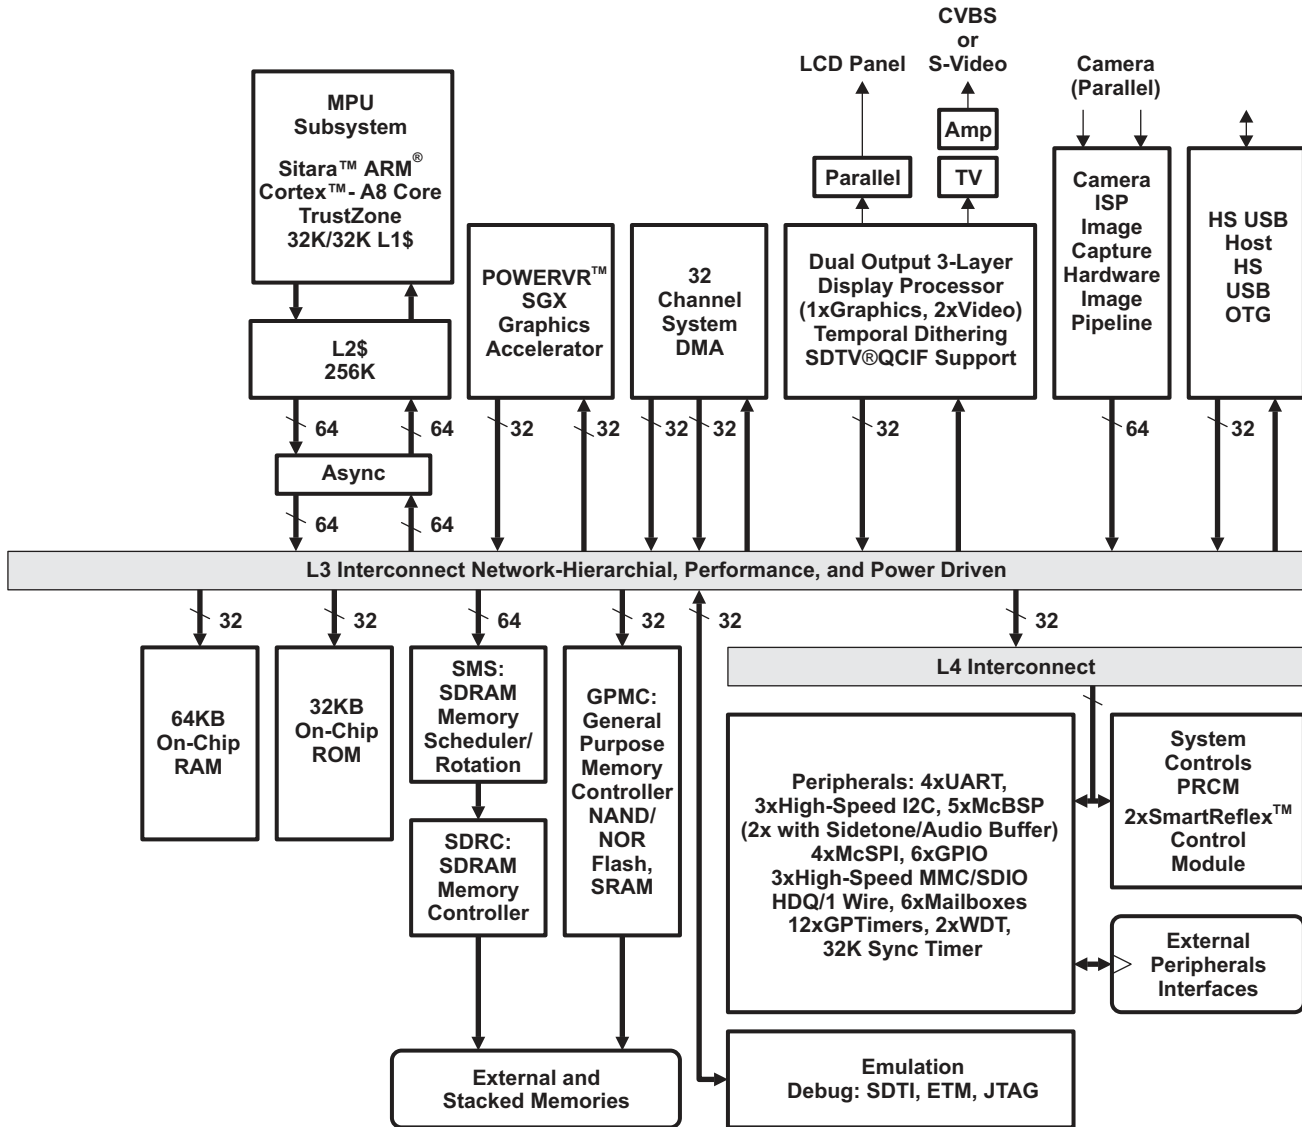 CVBS
or
S-Video
LCD Panel
Camera
(Parallel)
MPU
Subsystem
Sitara™ ARM®
Cortex™- A8 Core
TrustZone
32K/32K L1$
Amp
Parallel
TV
L2$
256K
POWERVR™
SGX
Graphics
Accelerator
32
Channel
System
DMA
Dual Output 3-Layer
Display Processor
(1xGraphics, 2xVideo)
Temporal Dithering
SDTV®QCIF Support
Camera
ISP
Image
Capture
Hardware
Image
Pipeline
HS USB
Host
HS
USB
OTG
64
64
32
32
32
32
32
64
32
Async
64
64
L3 Interconnect Network-Hierarchial, Performance, and Power Driven
32
32
64
32
32
32
64KB
On-Chip
RAM
32KB
On-Chip
ROM
SMS:
SDRAM
Memory
Scheduler/
Rotation
SDRC:
SDRAM
Memory
Controller
GPMC:
General
Purpose
Memory
Controller
NAND/
NOR
Flash,
SRAM
L4 Interconnect
Peripherals: 4xUART,
3xHigh-Speed I2C, 5xMcBSP
(2x with Sidetone/Audio Buffer)
4xMcSPI, 6xGPIO
3xHigh-Speed MMC/SDIO
HDQ/1 Wire, 6xMailboxes
12xGPTimers, 2xWDT,
32K Sync Timer
System
Controls
PRCM
2xSmartReflex™
Control
Module
External
Peripherals
Interfaces
External and
Stacked Memories
Emulation
Debug: SDTI, ETM, JTAG